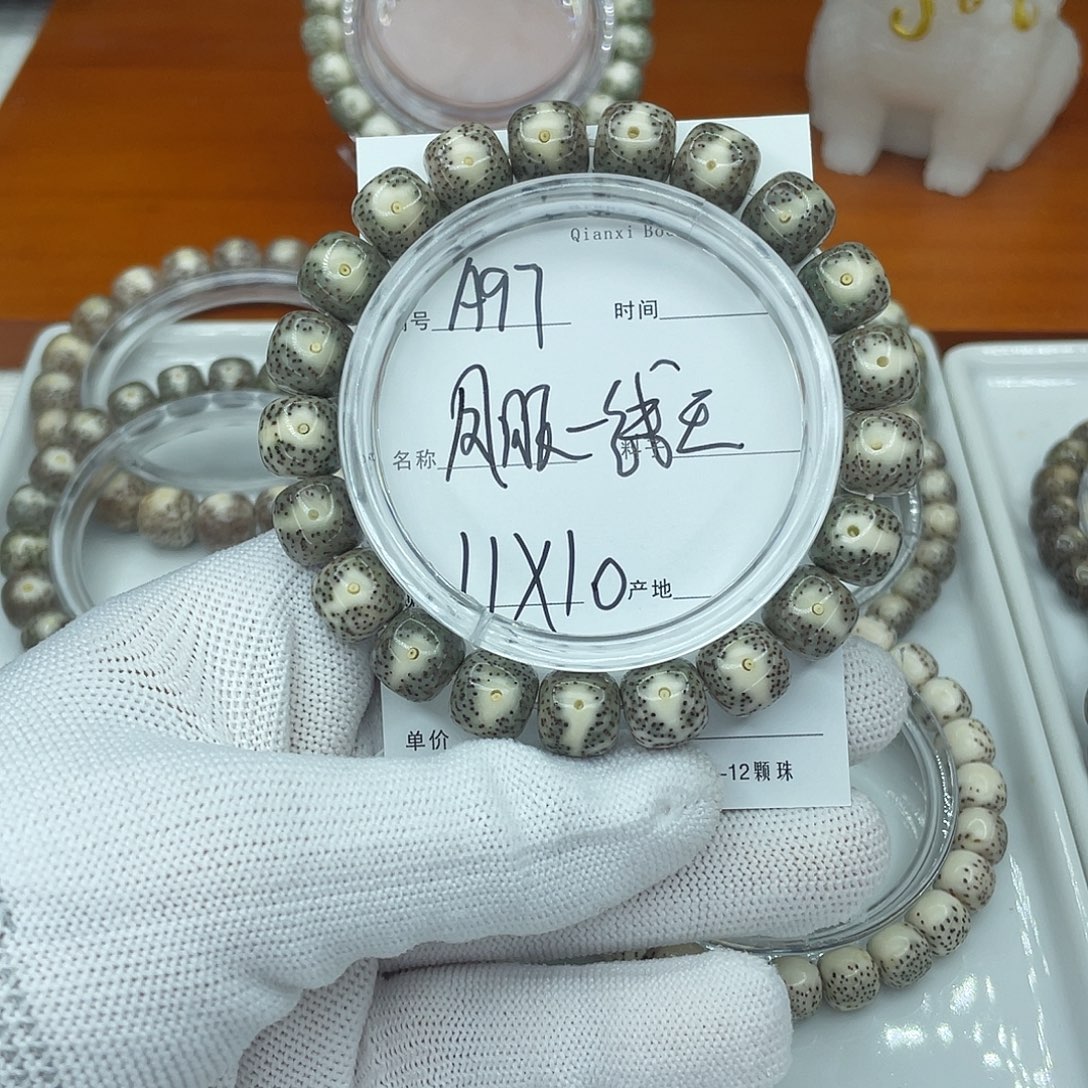 Qianxi Bo
号 A97 时间
名称 凤眼一线天
11X10 产地
单价
-12颗珠